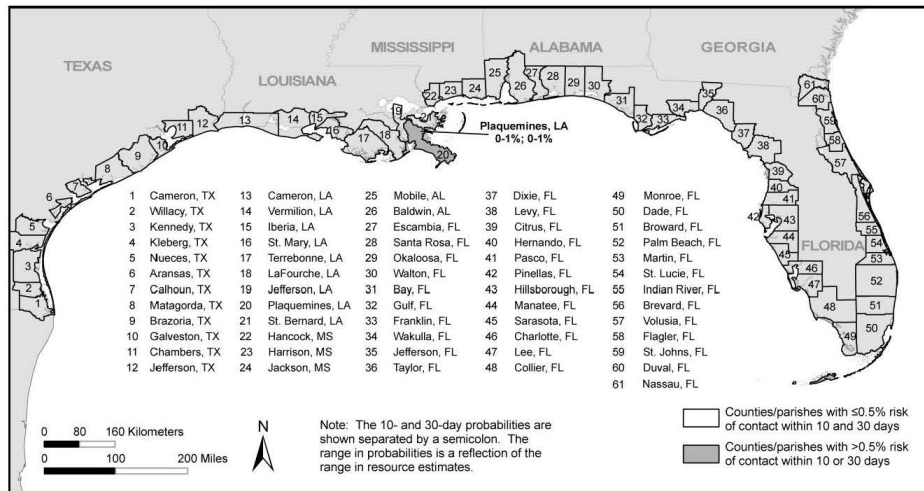 MISSISSIPPI
ALABAMA
GEORGIA
TEXAS
LOUISIANA
FLORIDA
Plaquemines, LA
0-1%; 0-1%
1 Cameron, TX
2 Willacy, TX
3 Kennedy, TX
4 Kleberg, TX
5 Nueces, TX
6 Aransas, TX
7 Calhoun, TX
8 Matagorda, TX
9 Brazoria, TX
10 Galveston, TX
11 Chambers, TX
12 Jefferson, TX
13 Cameron, LA
14 Vermilion, LA
15 Iberia, LA
16 St. Mary, LA
17 Terrebonne, LA
18 LaFourche, LA
19 Jefferson, LA
20 Plaquemines, LA
21 St. Bernard, LA
22 Hancock, MS
23 Harrison, MS
24 Jackson, MS
25 Mobile, AL
26 Baldwin, AL
27 Escambia, FL
28 Santa Rosa, FL
29 Okaloosa, FL
30 Walton, FL
31 Bay, FL
32 Gulf, FL
33 Franklin, FL
34 Wakulla, FL
35 Jefferson, FL
36 Taylor, FL
37 Dixie, FL
38 Levy, FL
39 Citrus, FL
40 Hernando, FL
41 Pasco, FL
42 Pinellas, FL
43 Hillsborough, FL
44 Manatee, FL
45 Sarasota, FL
46 Charlotte, FL
47 Lee, FL
48 Collier, FL
49 Monroe, FL
50 Dade, FL
51 Broward, FL
52 Palm Beach, FL
53 Martin, FL
54 St. Lucie, FL
55 Indian River, FL
56 Brevard, FL
57 Volusia, FL
58 Flagler, FL
59 St. Johns, FL
60 Duval, FL
61 Nassau, FL
0 80 160 Kilometers
0 100 200 Miles
N
Note: The 10- and 30-day probabilities are
shown separated by a semicolon. The
range in probabilities is a reflection of the
range in resource estimates.
Counties/parishes with ≤0.5% risk
of contact within 10 and 30 days
Counties/parishes with >0.5% risk
of contact within 10 or 30 days